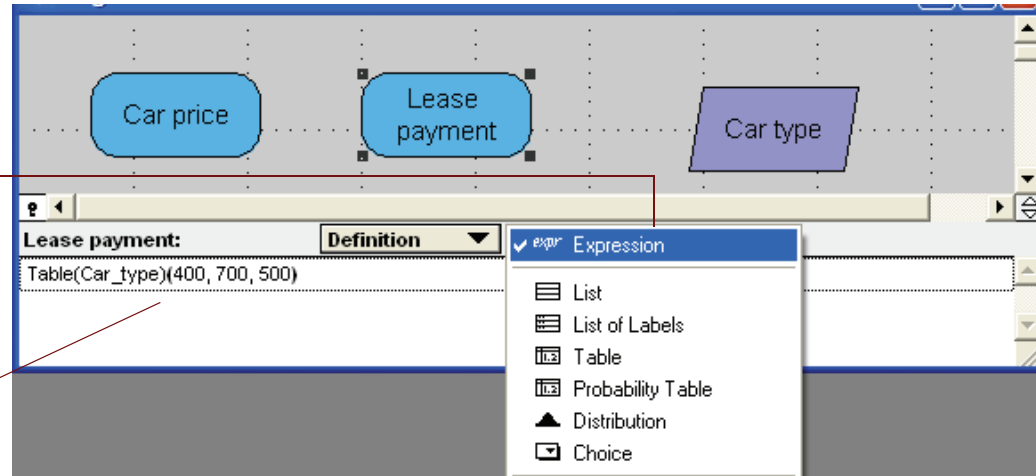 Car price
Lease
payment
Car type
Lease payment:
Definition
expr Expression
Table(Car_type)(400, 700, 500)
List
List of Labels
Table
Probability Table
Distribution
Choice